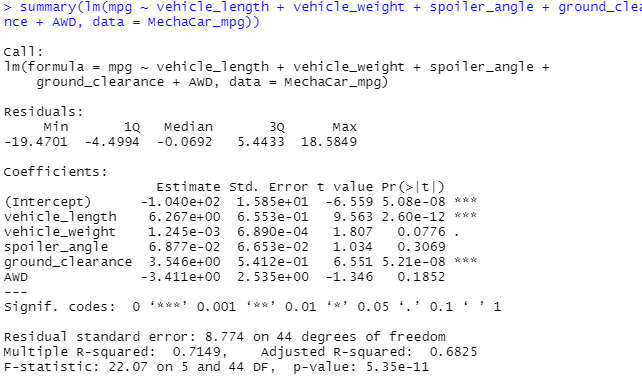 > summary(lm(mpg ~ vehicle_length + vehicle_weight + spoiler_angle + ground_clea
nce + AWD, data = MechaCar_mpg))
Call:
lm(formula = mpg ~ vehicle_length + vehicle_weight + spoiler_angle +
    ground_clearance + AWD, data = MechaCar_mpg)
Residuals:
     Min       1Q   Median       3Q      Max
-19.4701  -4.4994  -0.0692   5.4433  18.5849
Coefficients:
                   Estimate Std. Error t value Pr(>|t|)
(Intercept)      -1.040e+02  1.585e+01  -6.559 5.08e-08 ***
vehicle_length    6.267e+00  6.553e-01   9.563 2.60e-12 ***
vehicle_weight    1.245e-03  6.890e-04   1.807   0.0776 .
spoiler_angle     6.877e-02  6.653e-02   1.034   0.3069
ground_clearance  3.546e+00  5.412e-01   6.551 5.21e-08 ***
AWD              -3.411e+00  2.535e+00  -1.346   0.1852
---
Signif. codes:  0 ‘***’ 0.001 ‘**’ 0.01 ‘*’ 0.05 ‘.’ 0.1 ‘ ’ 1
Residual standard error: 8.774 on 44 degrees of freedom
Multiple R-squared:  0.7149,    Adjusted R-squared:  0.6825
F-statistic: 22.07 on 5 and 44 DF,  p-value: 5.35e-11